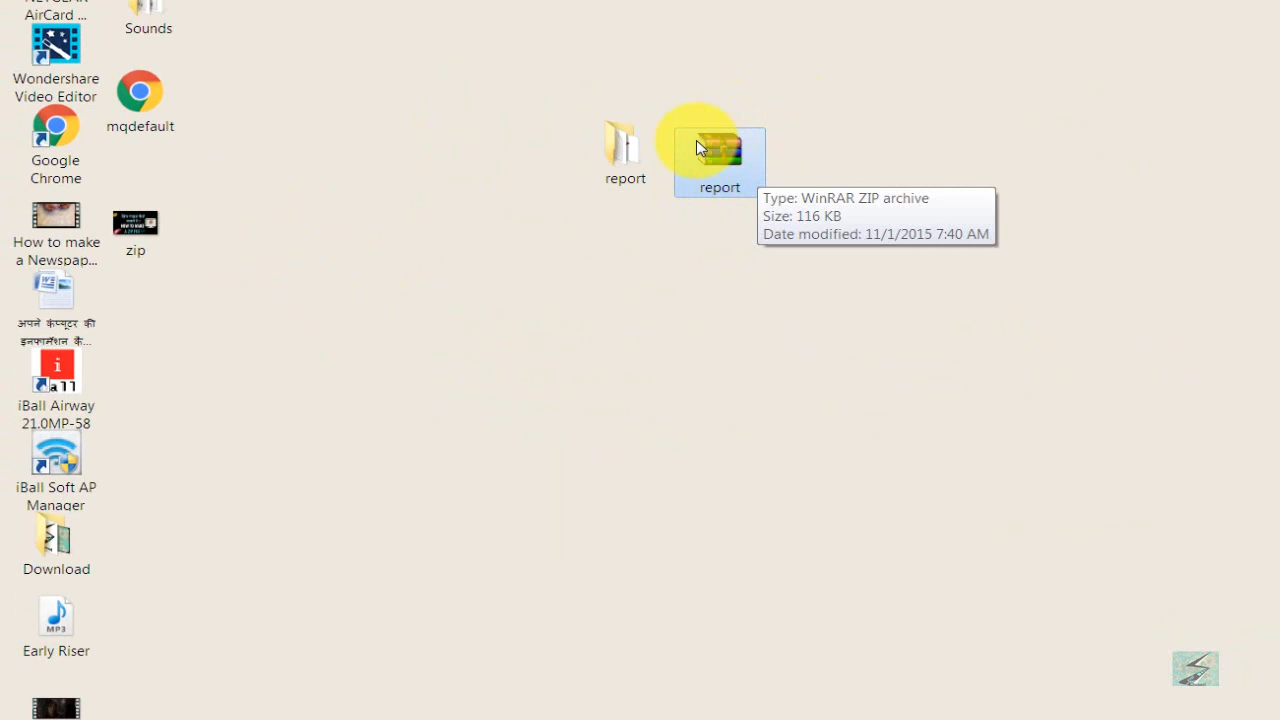 AirCard ...
Sounds
Wondershare
Video Editor
mqdefault
Google
Chrome
How to make
a Newspap...
zip
अपने कंप्यूटर की
इनफार्मेशन कै...
i
all
iBall Airway
21.0MP-58
iBall Soft AP
Manager
Download
MP3
Early Riser
report
report
Type: WinRAR ZIP archive
Size: 116 KB
Date modified: 11/1/2015 7:40 AM